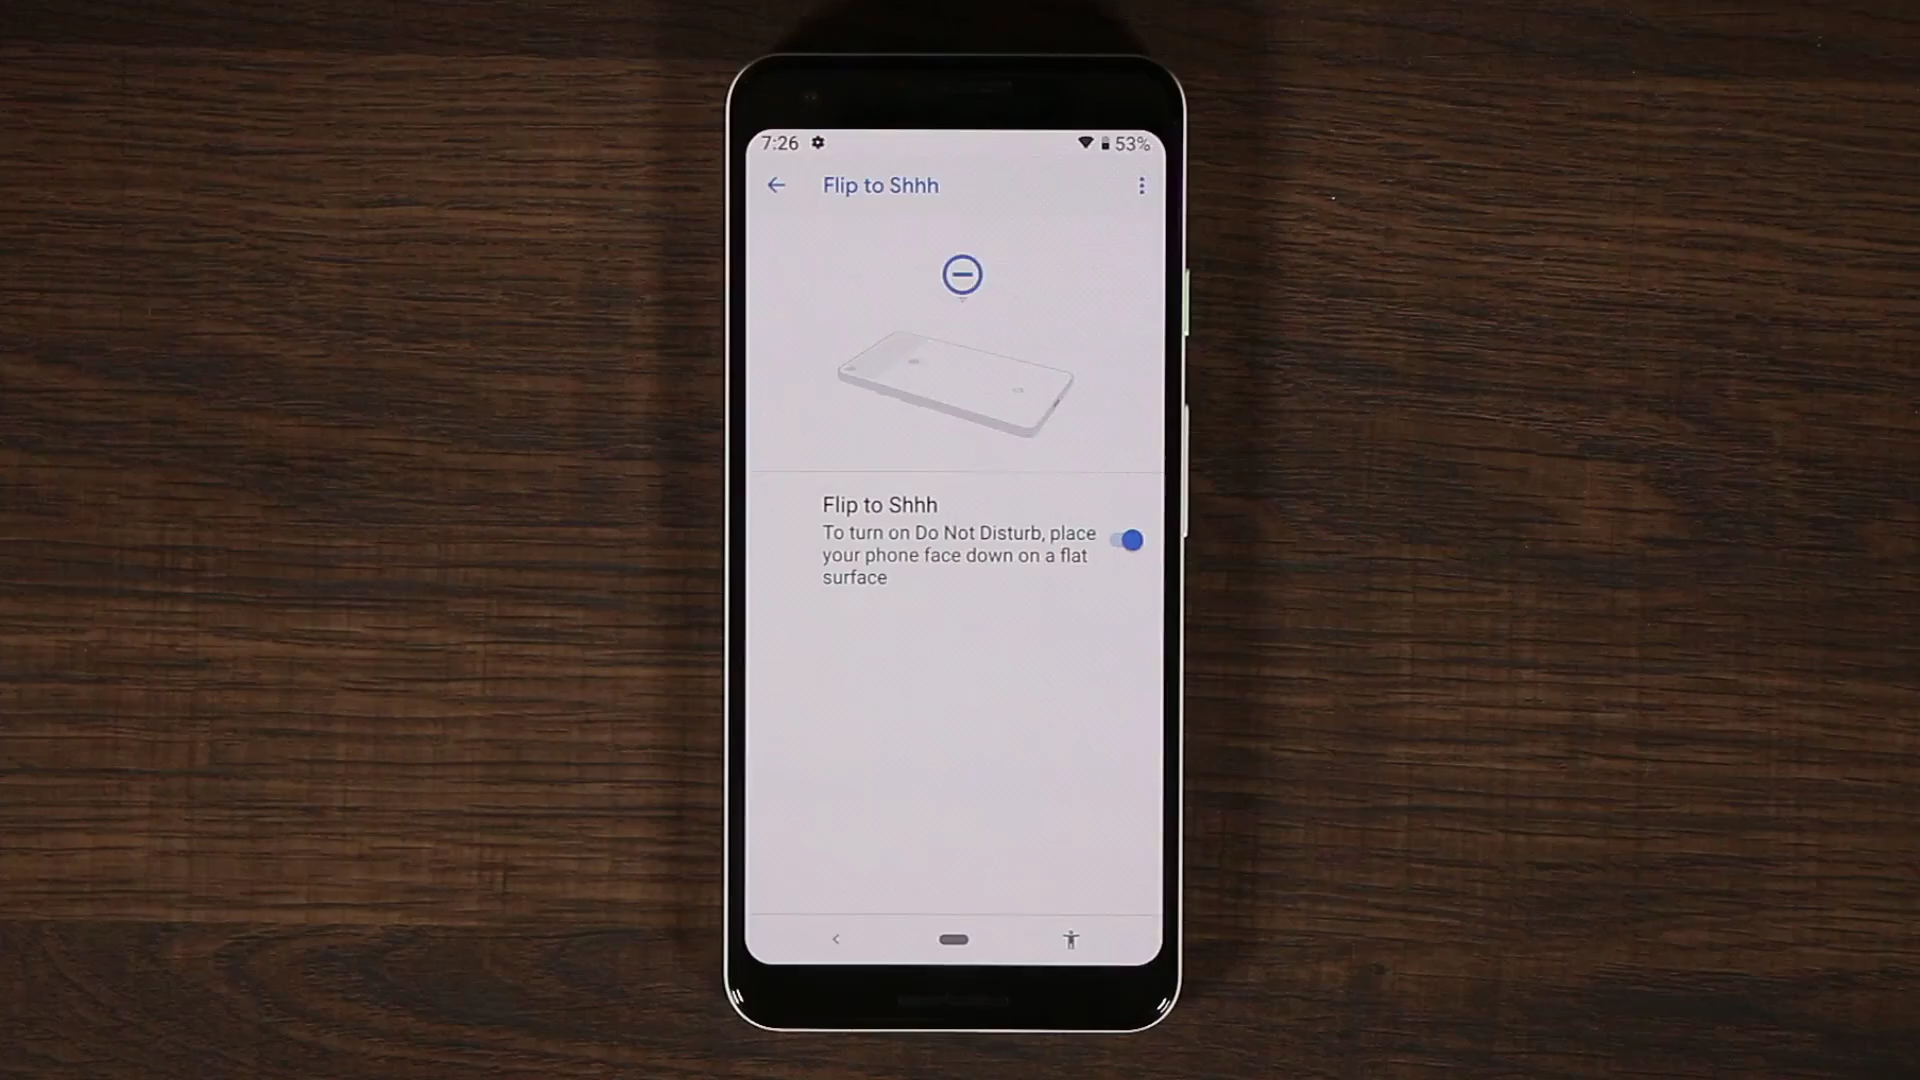 7:26 53%
Flip to Shhh
Flip to Shhh
To turn on Do Not Disturb, place
your phone face down on a flat
surface